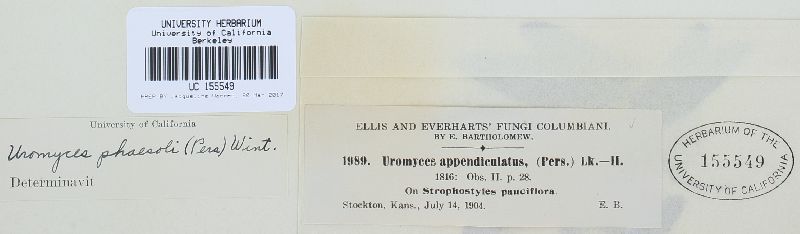 UNIVERSITY HERBARIUM
University of California
Berkeley
UC 155549
University of California
Uromyces phaesoli (Pers) Wint.
Determinavit
ELLIS AND EVERHARTS' FUNGI COLUMBIANI.
BY E. BARTHOLOMEW.
1989. Uromyces appendiculatus, (Pers.) Lk.—II.
1816: Obs, II. p. 28.
On Strophostyles pauciflora.
Stockton, Kans., July 14, 1904. E. B.
HERBARIUM OF THE
155549
UNIVERSITY OF CALIFORNIA